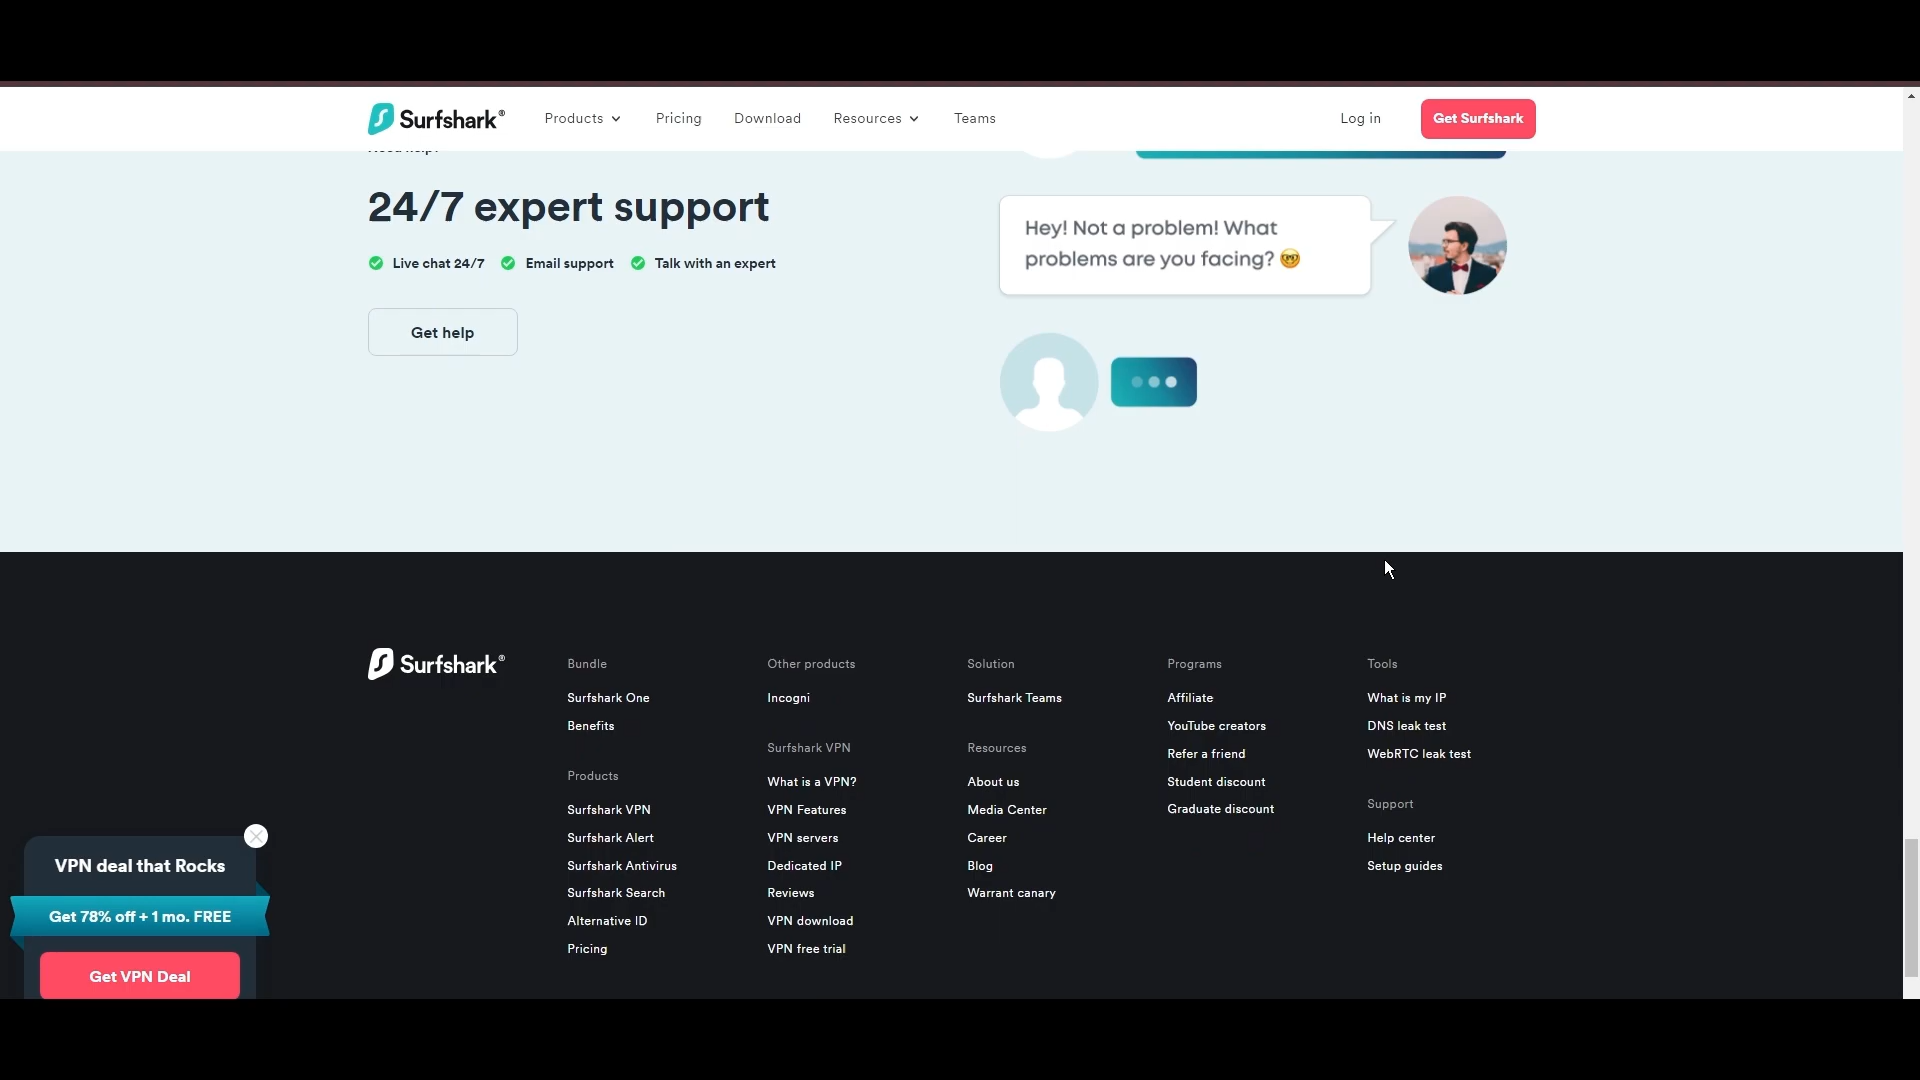 Surfshark®
Products
Pricing
Download
Resources
Teams
Log in
Get Surfshark
24/7 expert support
Live chat 24/7
Email support
Talk with an expert
Get help
Hey! Not a problem! What
problems are you facing? 🤓
Surfshark®
Bundle
Surfshark One
Benefits
Products
Surfshark VPN
Surfshark Alert
Surfshark Antivirus
Surfshark Search
Alternative ID
Pricing
Other products
Incogni
Surfshark VPN
What is a VPN?
VPN Features
VPN servers
Dedicated IP
Reviews
VPN download
VPN free trial
Solution
Surfshark Teams
Resources
About us
Media Center
Career
Blog
Warrant canary
Programs
Affiliate
YouTube creators
Refer a friend
Student discount
Graduate discount
Tools
What is my IP
DNS leak test
WebRTC leak test
Support
Help center
Setup guides
VPN deal that Rocks
Get 78% off + 1 mo. FREE
Get VPN Deal